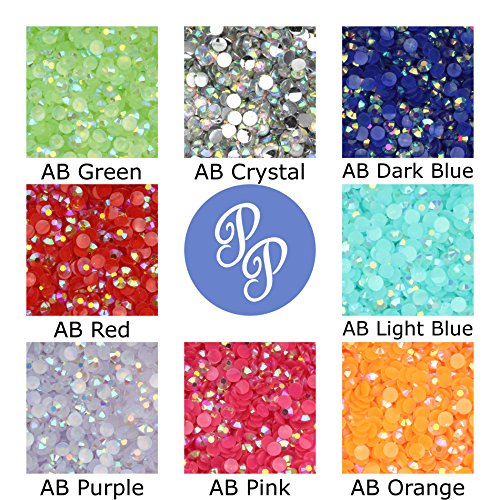 AB Green
AB Crystal
AB Dark Blue
AB Red
PP
AB Light Blue
AB Purple
AB Pink
AB Orange